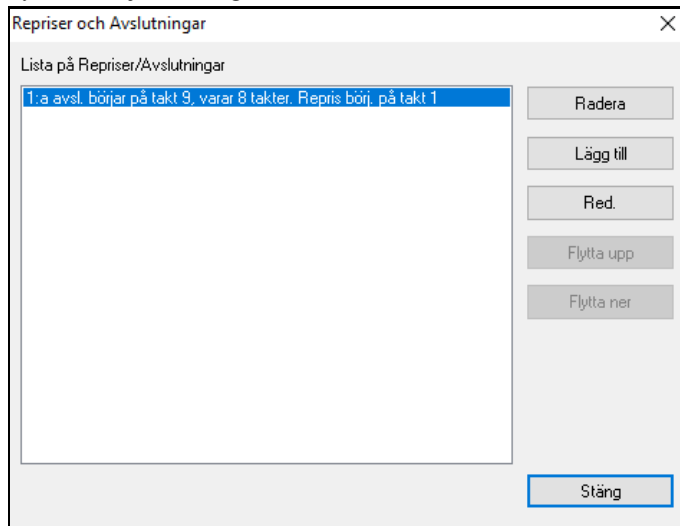 Repriser och Avslutningar
Lista på Repriser/Avslutningar
1:a avsl. börjar på takt 9, varar 8 takter. Repris börj. på takt 1
Radera
Lägg till
Red.
Flytta upp
Flytta ner
Stäng